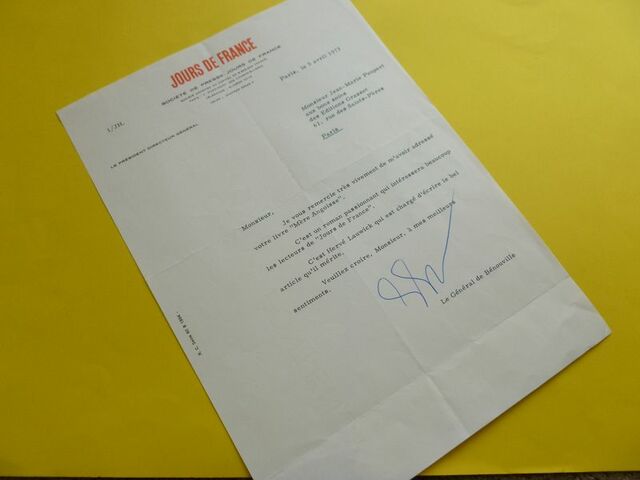 JOURS DE FRANCE
SOCIÉTÉ DE PRESSE JOURS DE FRANCE
1/JH.
LE PRÉSIDENT DIRECTEUR GÉNÉRAL
Paris, le 5 avril 1973
Monsieur Jean-Marie
aux bons soins
des Editions Grasset
61, rue des Saints-Pères
Paris
Monsieur,
Je vous remercie très vivement de m'avoir adressé
votre livre "Mère Angoisse".
C'est un roman passionnant qui intéressera beaucoup
les lecteurs de "Jours de France".
C'est Hervé Lauwick qui est chargé d'écrire le bel
article qu'il mérite.
Veuillez croire, Monsieur, à mes meilleurs
sentiments.
Le Général de Bénouville